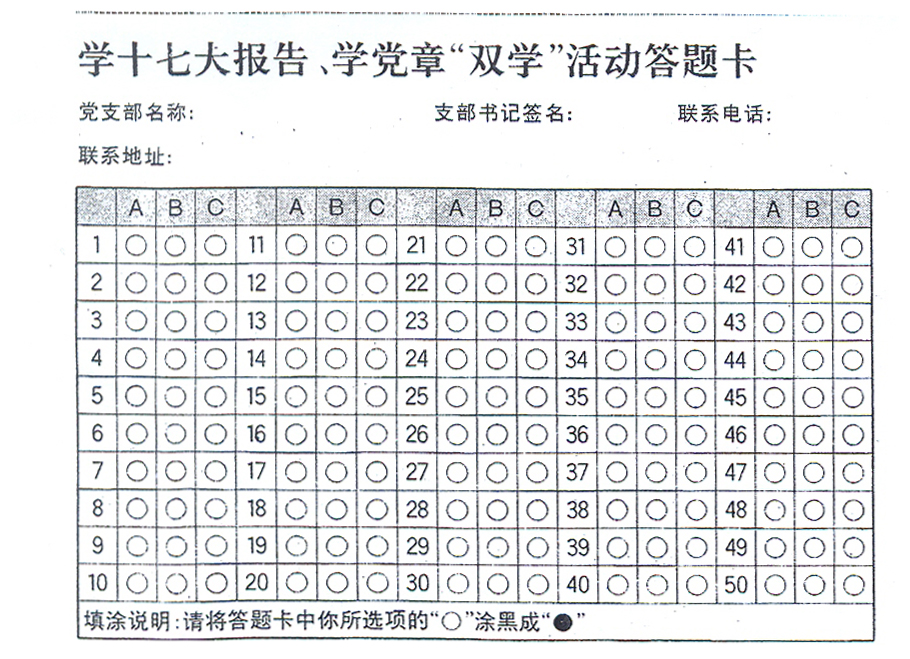 学十七大报告、学党章“双学”活动答题卡
党支部名称: 支部书记签名: 联系电话:
联系地址:
A B C A B C A B C A B C A B C
1 ○ ○ ○ 11 ○ ○ ○ 21 ○ ○ ○ 31 ○ ○ ○ 41 ○ ○ ○
2 ○ ○ ○ 12 ○ ○ ○ 22 ○ ○ ○ 32 ○ ○ ○ 42 ○ ○ ○
3 ○ ○ ○ 13 ○ ○ ○ 23 ○ ○ ○ 33 ○ ○ ○ 43 ○ ○ ○
4 ○ ○ ○ 14 ○ ○ ○ 24 ○ ○ ○ 34 ○ ○ ○ 44 ○ ○ ○
5 ○ ○ ○ 15 ○ ○ ○ 25 ○ ○ ○ 35 ○ ○ ○ 45 ○ ○ ○
6 ○ ○ ○ 16 ○ ○ ○ 26 ○ ○ ○ 36 ○ ○ ○ 46 ○ ○ ○
7 ○ ○ ○ 17 ○ ○ ○ 27 ○ ○ ○ 37 ○ ○ ○ 47 ○ ○ ○
8 ○ ○ ○ 18 ○ ○ ○ 28 ○ ○ ○ 38 ○ ○ ○ 48 ○ ○ ○
9 ○ ○ ○ 19 ○ ○ ○ 29 ○ ○ ○ 39 ○ ○ ○ 49 ○ ○ ○
10 ○ ○ ○ 20 ○ ○ ○ 30 ○ ○ ○ 40 ○ ○ ○ 50 ○ ○ ○
填涂说明:请将答题卡中你所选项的“○”涂黑成“●”